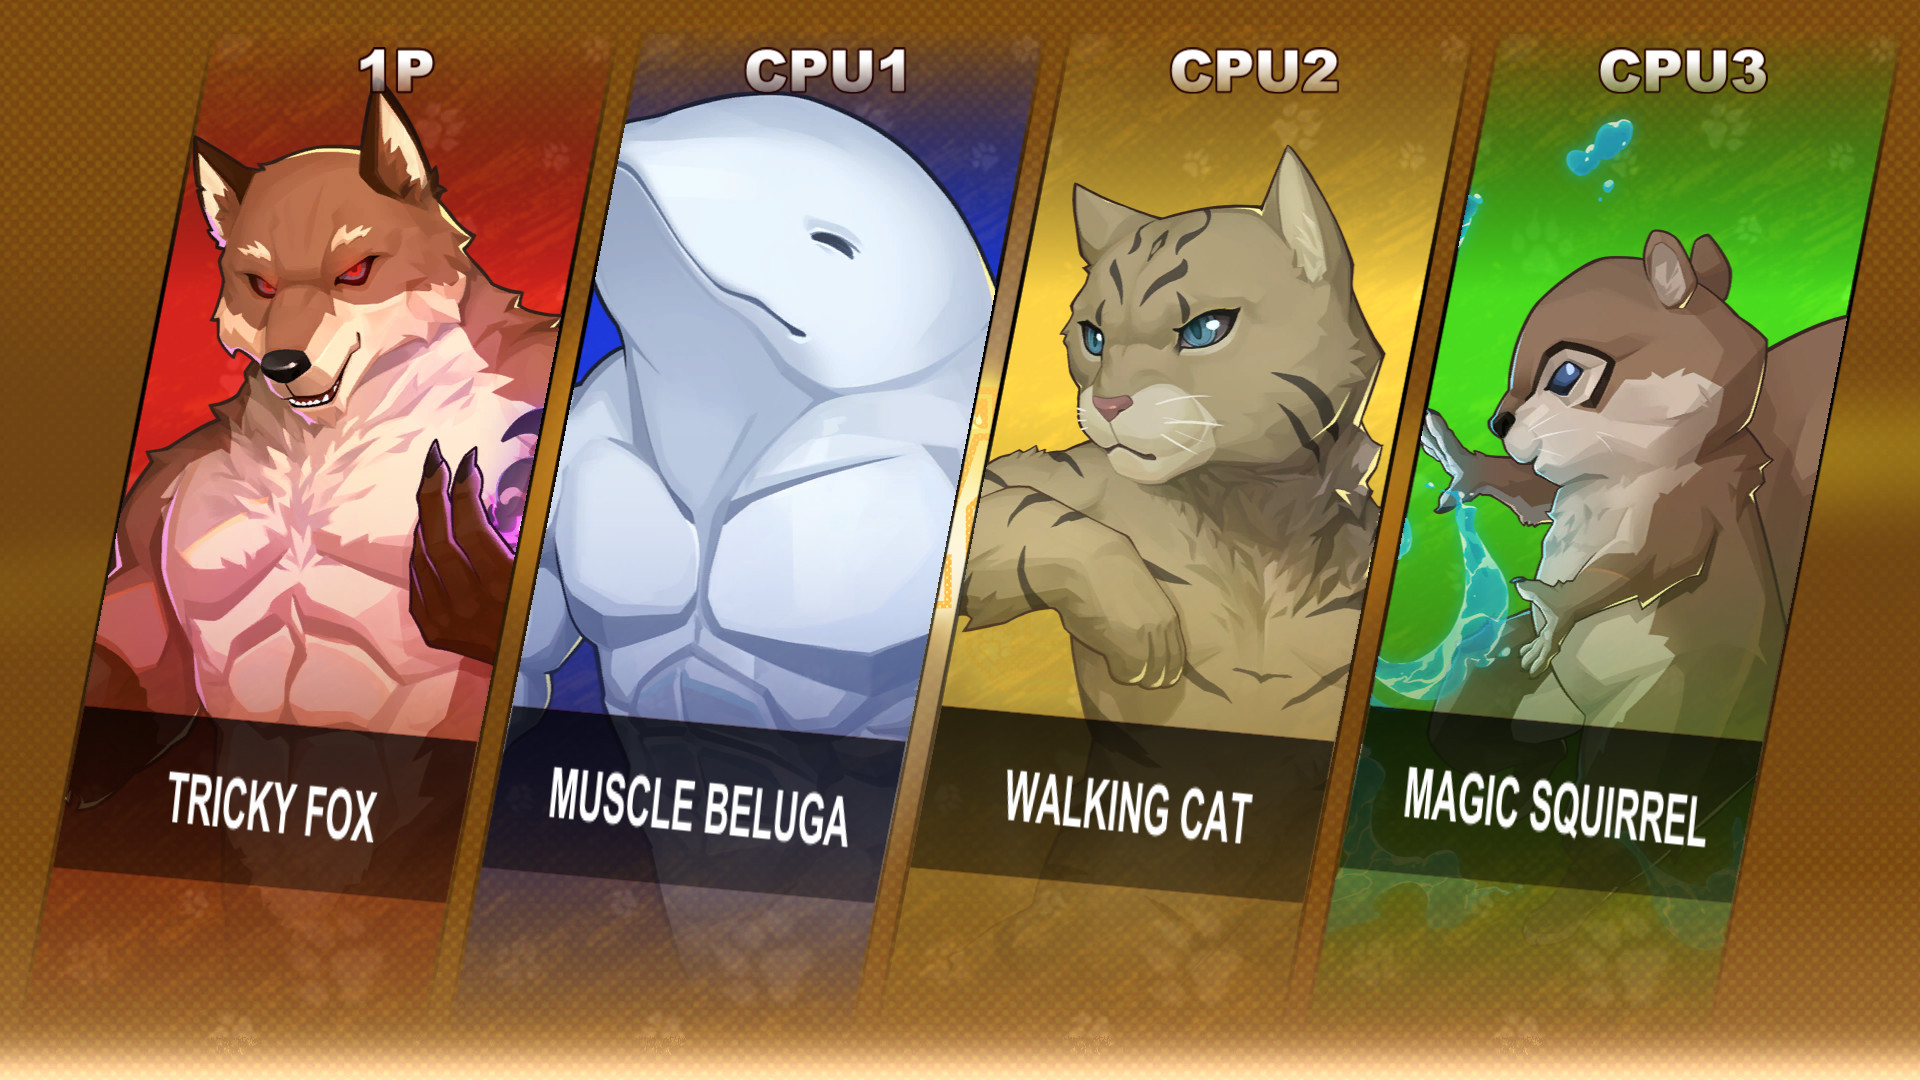 1P
CPU1
CPU2
CPU3
TRICKY FOX
MUSCLE BELUGA
WALKING CAT
MAGIC SQUIRREL